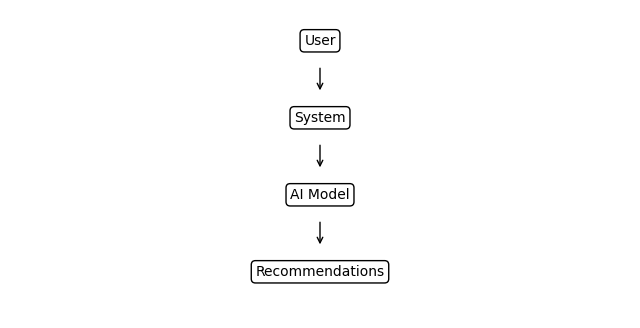 User
System
AI Model
Recommendations